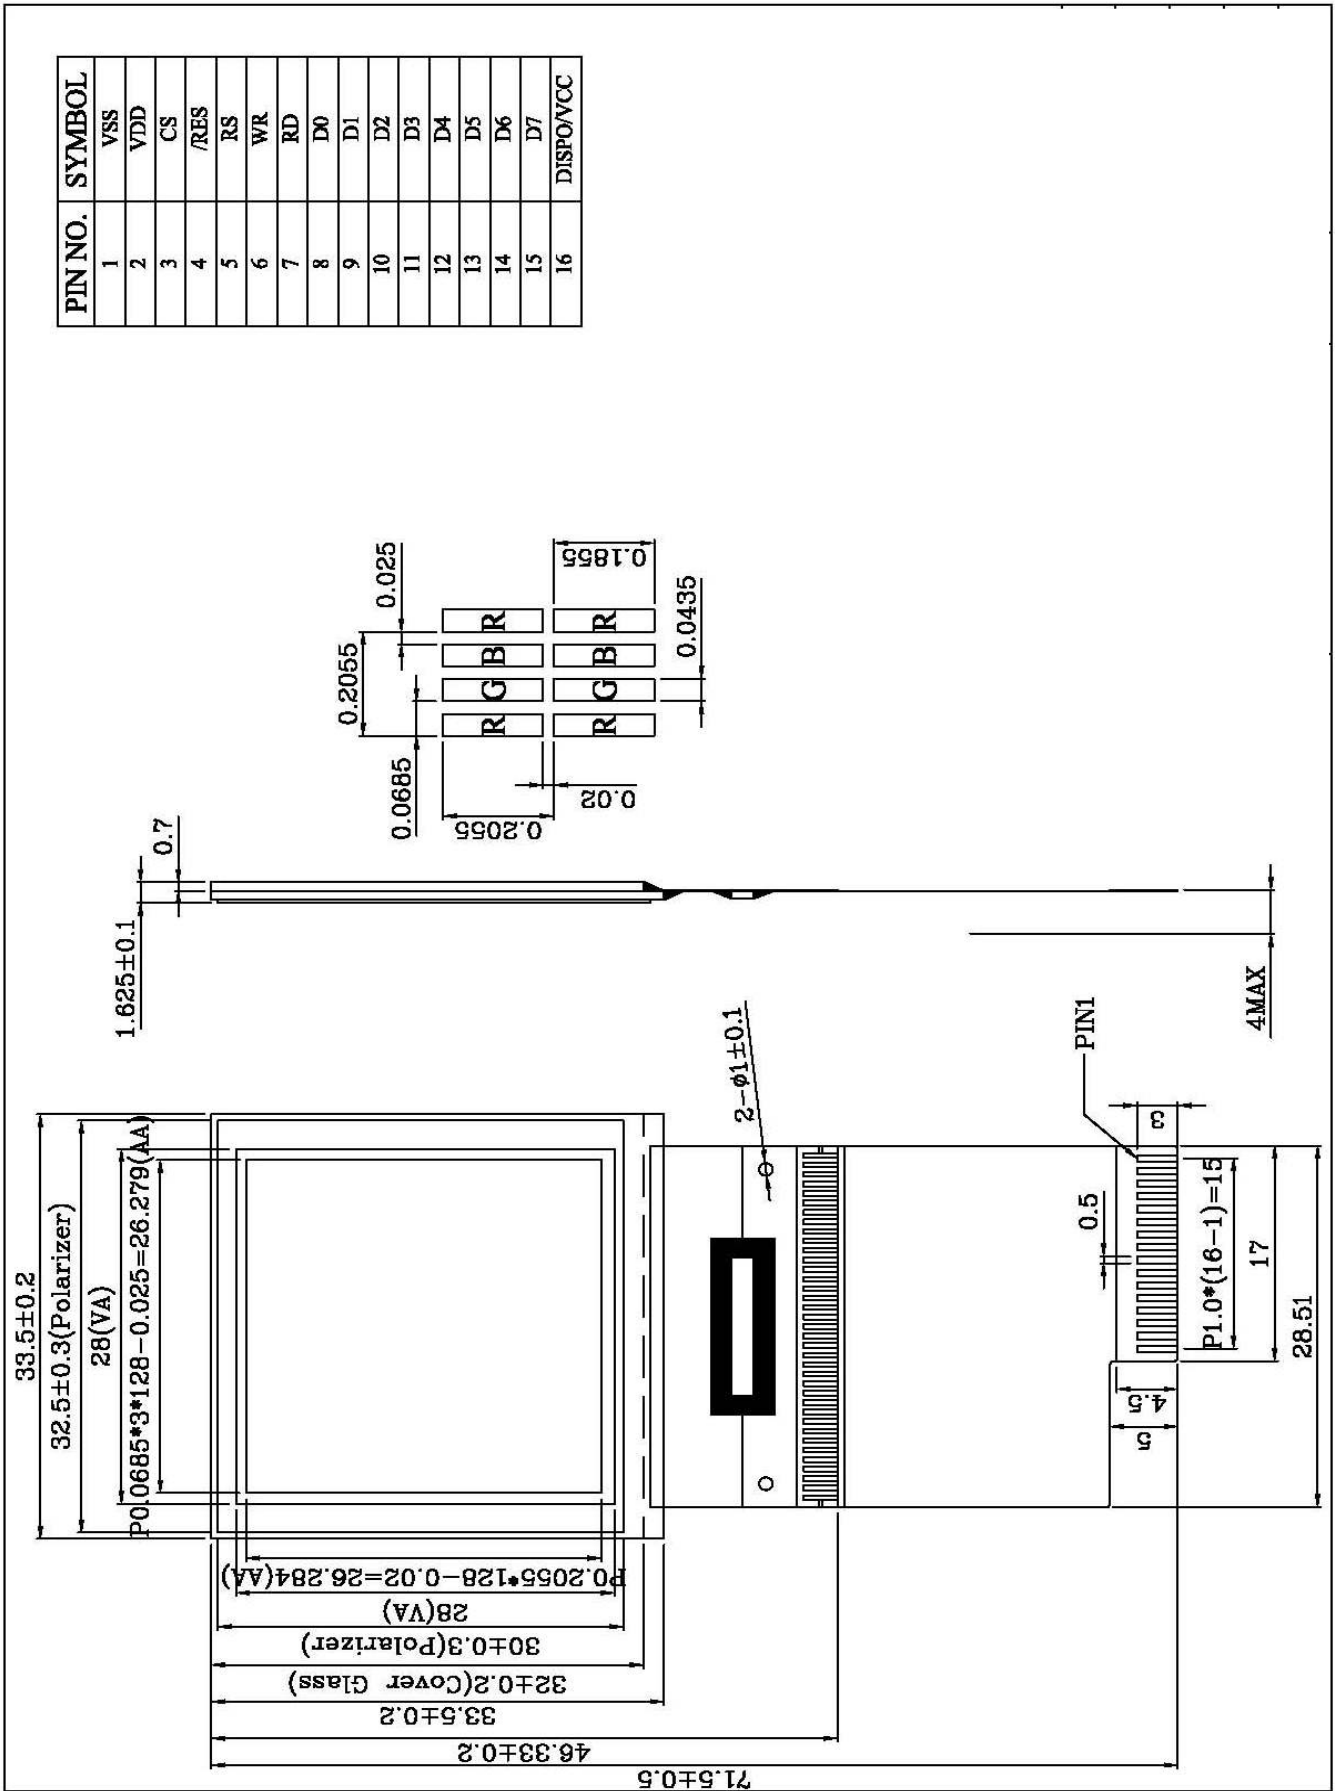 PIN NO. SYMBOL
1 VSS
2 VDD
3 CS
4 /RES
5 RS
6 WR
7 RD
8 D0
9 D1
10 D2
11 D3
12 D4
13 D5
14 D6
15 D7
16 DISPO/VCC
33.5±0.2
32.5±0.3(Polarizer)
28(VA)
P0.0685*3*128-0.025=26.279(AA)
P0.2055*128-0.02=26.284(AA)
28(VA)
30±0.3(Polarizer)
32±0.2(Cover Glass)
33.5±0.2
46.33±0.2
71.5±0.5
2-ø1±0.1
PIN1
3
0.5
P1.0*(16-1)=15
17
28.51
4.5
5
1.625±0.1
0.7
4MAX
0.025
0.2055
0.0685
R G B R
R G B R
0.1855
0.0435
0.02
0.2055